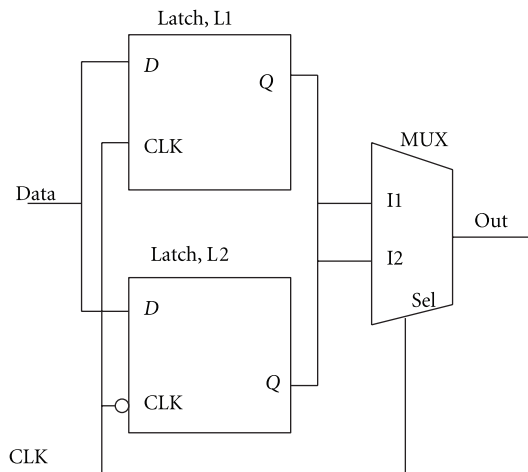 Latch, L1
D
Q
CLK
MUX
Data
I1
Out
Latch, L2
I2
D
Sel
Q
CLK
CLK